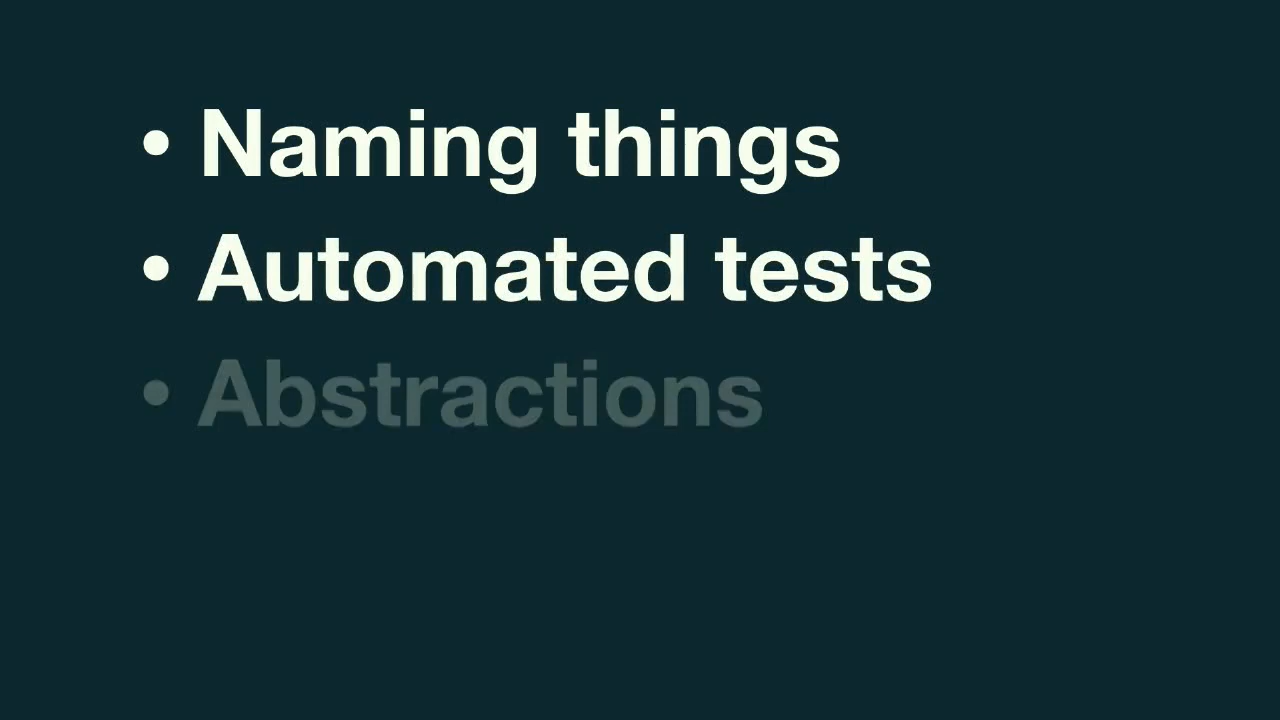 • Naming things
• Automated tests
• Abstractions